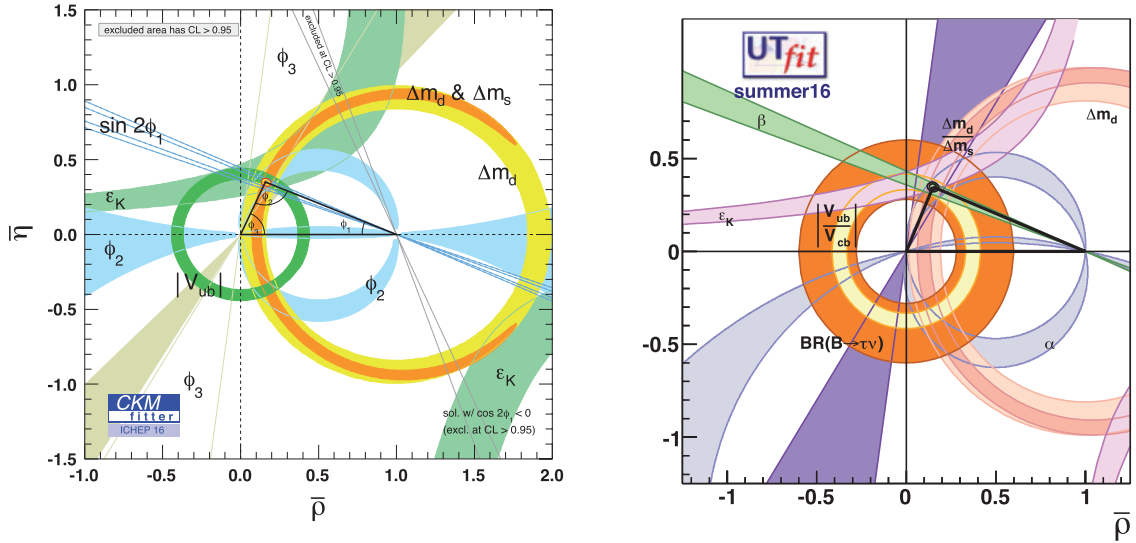 excluded area has CL > 0.95
excluded at CL > 0.95
ϕ3
Δmd & Δms
sin 2ϕ1
Δmd
εK
ϕ2
ϕ2
ϕ3
ϕ1
ϕ2
|Vub|
ϕ2
εK
ϕ3
sol. w/ cos 2ϕ1 < 0
(excl. at CL > 0.95)
CKM
fitter
ICHEP 16
1.5
1.0
0.5
0.0
-0.5
-1.0
-1.5
η̄
-1.0 -0.5 0.0 0.5 1.0 1.5 2.0
ρ̄
UTfit
summer16
β
Δmd
Δms
Δmd
εK
|Vub
Vcb|
BR(B→τν)
α
0.5
0
-0.5
-1
-1 -0.5 0 0.5 1
ρ̄